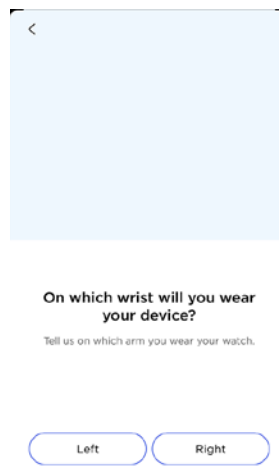 On which wrist will you wear
your device?
Tell us on which arm you wear your watch.
Left
Right